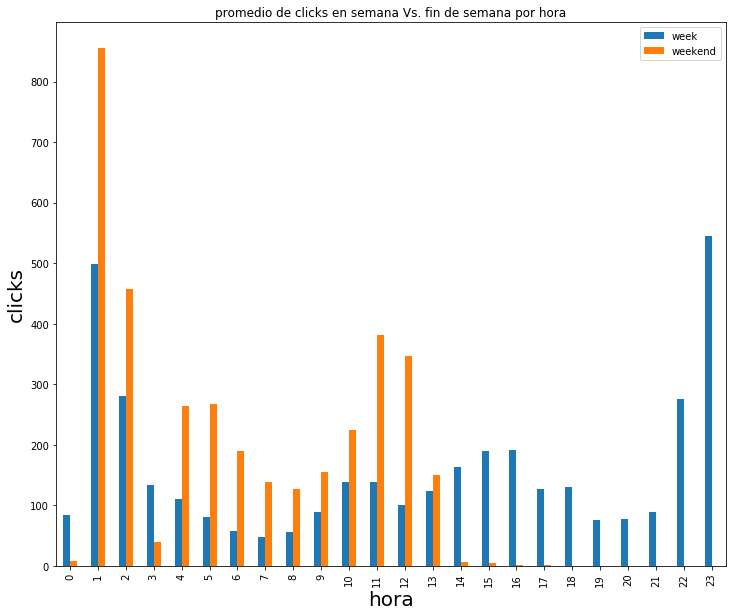 promedio de clicks en semana Vs. fin de semana por hora
week
weekend
800
700
600
500
400
300
200
100
0
clicks
0 1 2 3 4 5 6 7 8 9 10 11 12 13 14 15 16 17 18 19 20 21 22 23
hora